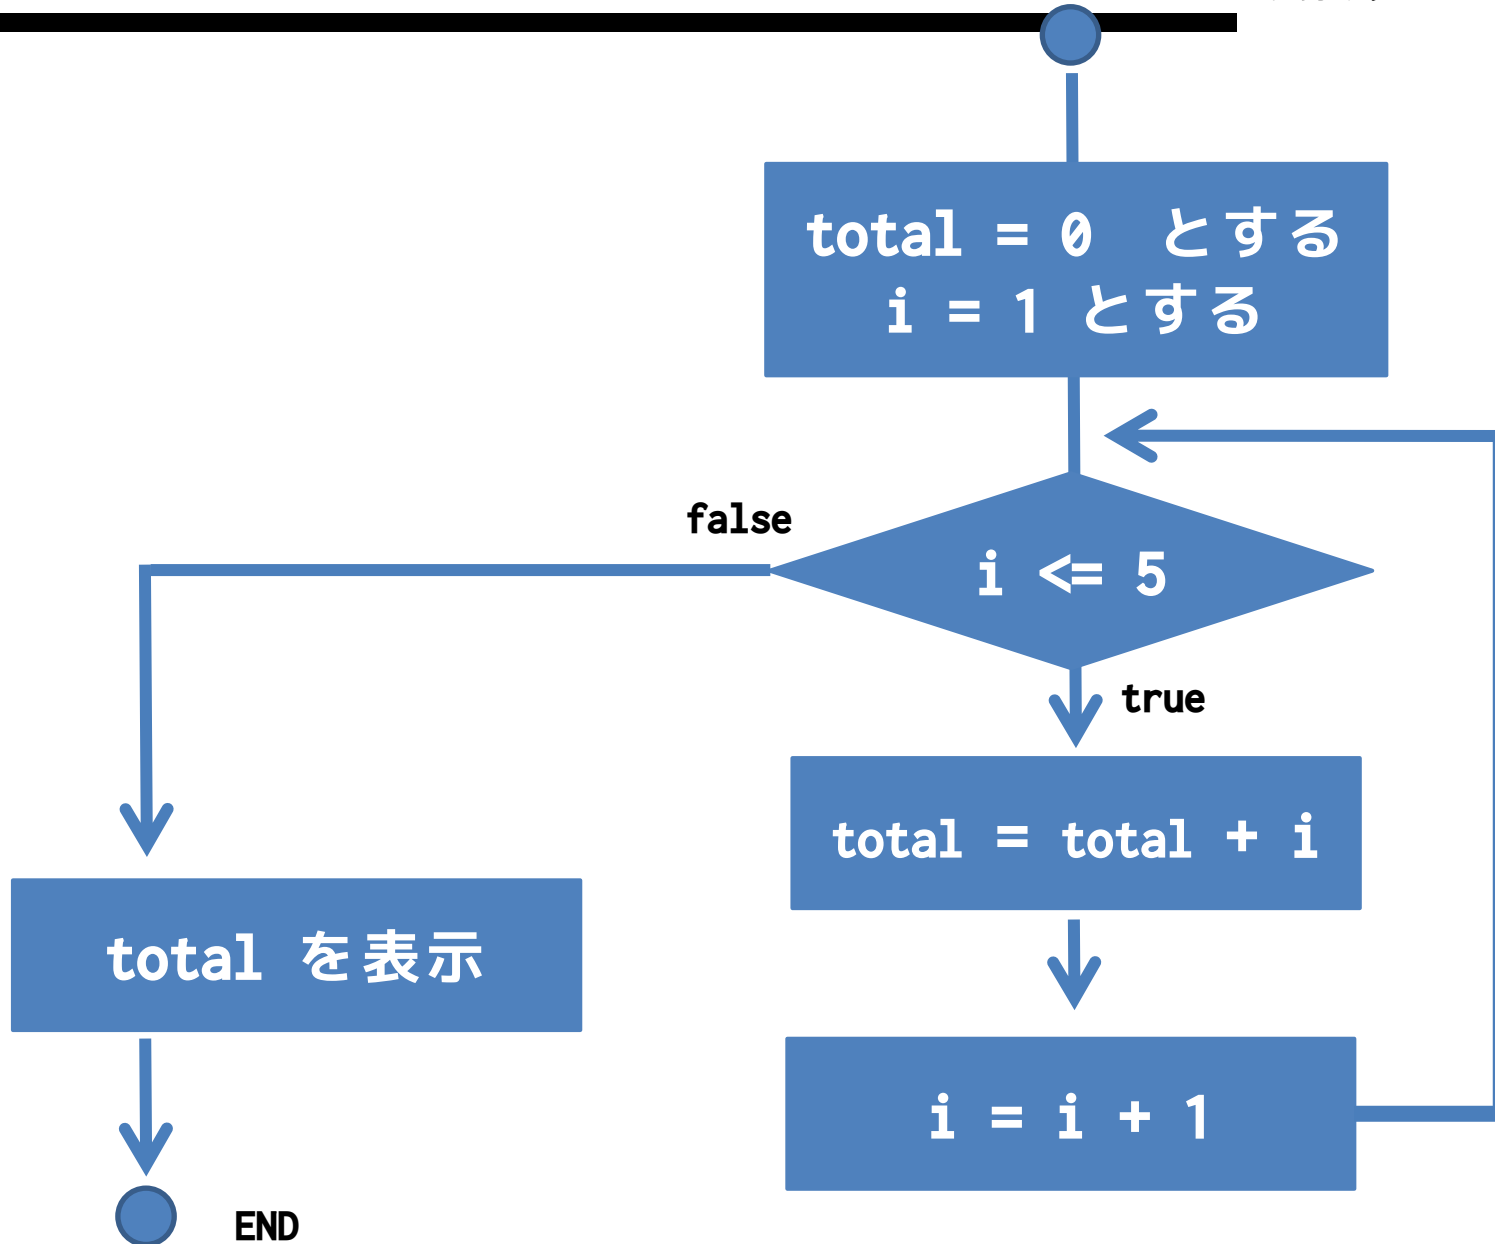 total = 0 とする
i = 1 とする
false
i <= 5
true
total = total + i
total を表示
i = i + 1
END